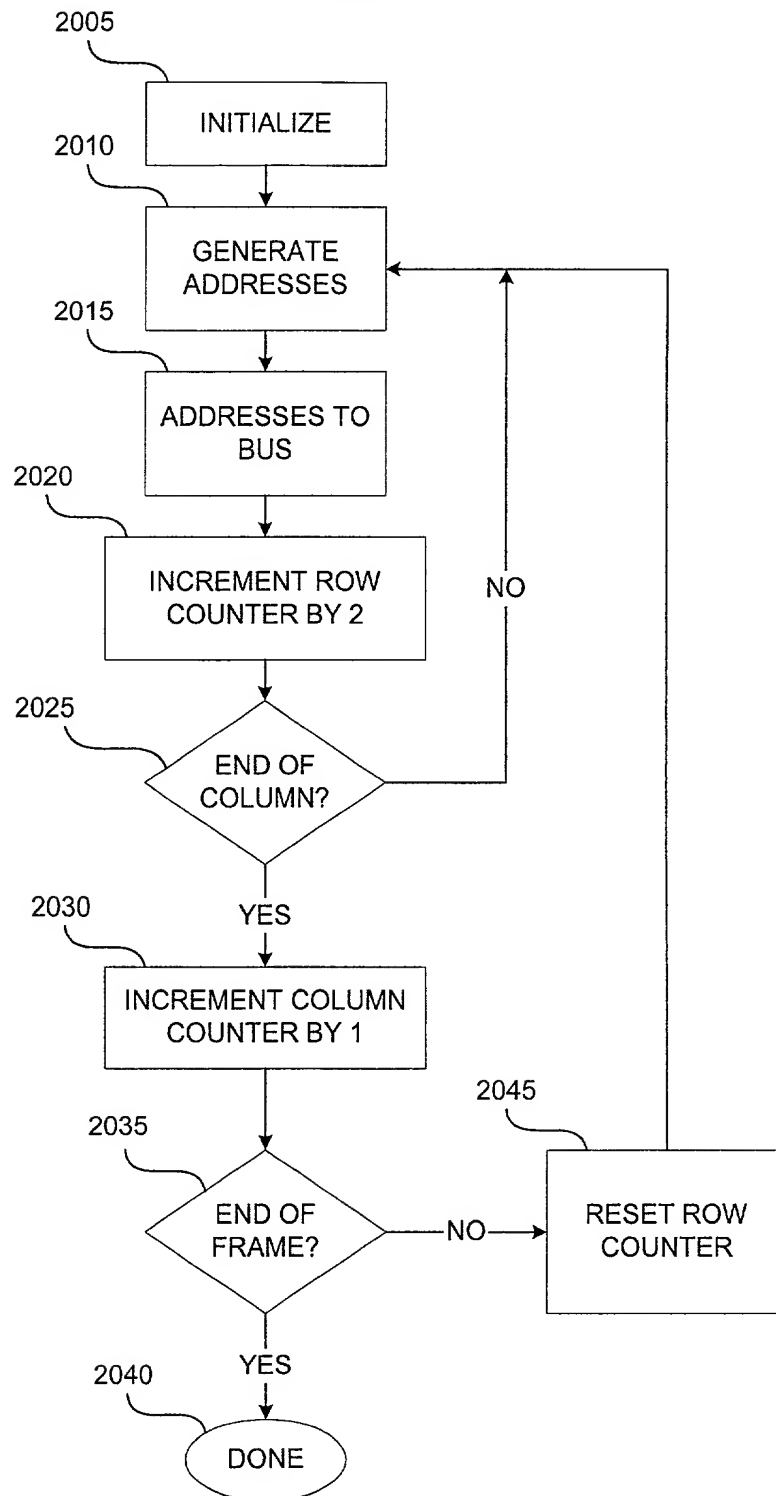 2005
INITIALIZE
2010
GENERATE
ADDRESSES
2015
ADDRESSES TO
BUS
2020
INCREMENT ROW
COUNTER BY 2
NO
2025
END OF
COLUMN?
YES
2030
INCREMENT COLUMN
COUNTER BY 1
2035
END OF
FRAME?
NO
2045
RESET ROW
COUNTER
YES
2040
DONE